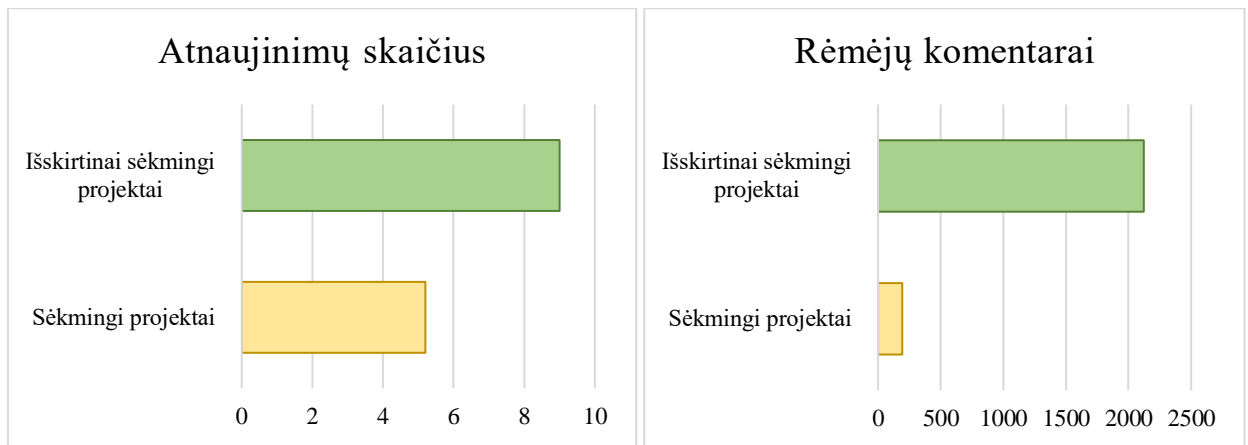 Atnaujinimų skaičius
Išskirtinai sėkmingi
projektai
Sėkmingi projektai
0 2 4 6 8 10
Rėmėjų komentarai
Išskirtinai sėkmingi
projektai
Sėkmingi projektai
0 500 1000 1500 2000 2500